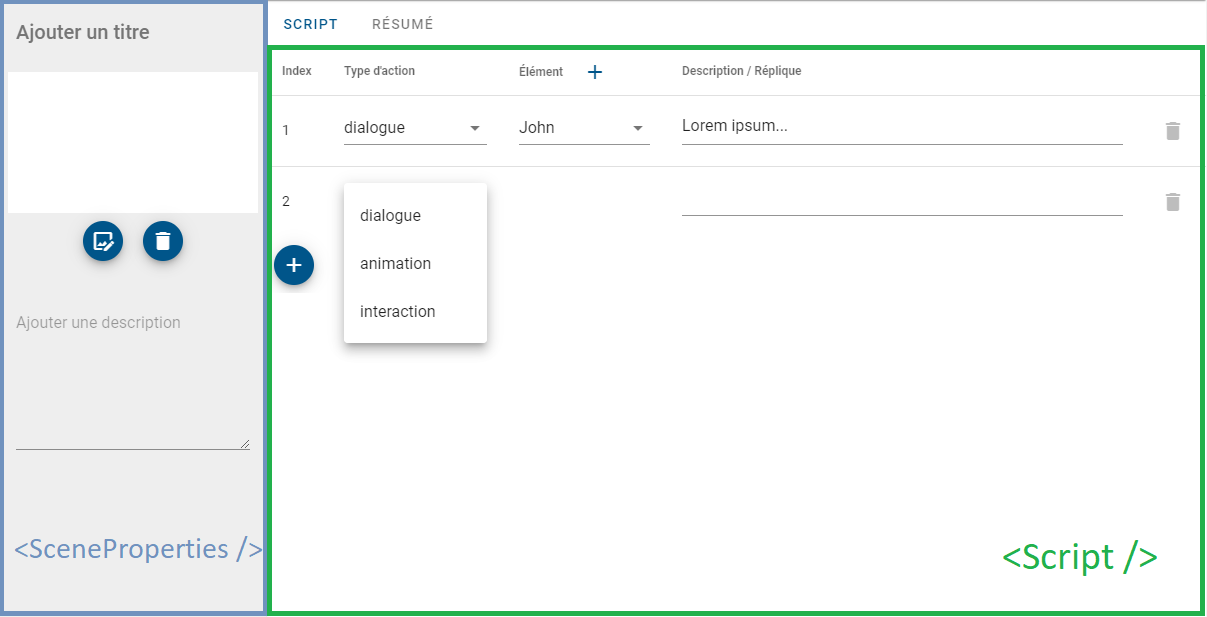 Ajouter un titre
Ajouter une description
<SceneProperties />
SCRIPT RÉSUMÉ
Index Type d'action Élément + Description / Réplique
1 dialogue John Lorem ipsum...
2
dialogue
+
animation
interaction
<Script />